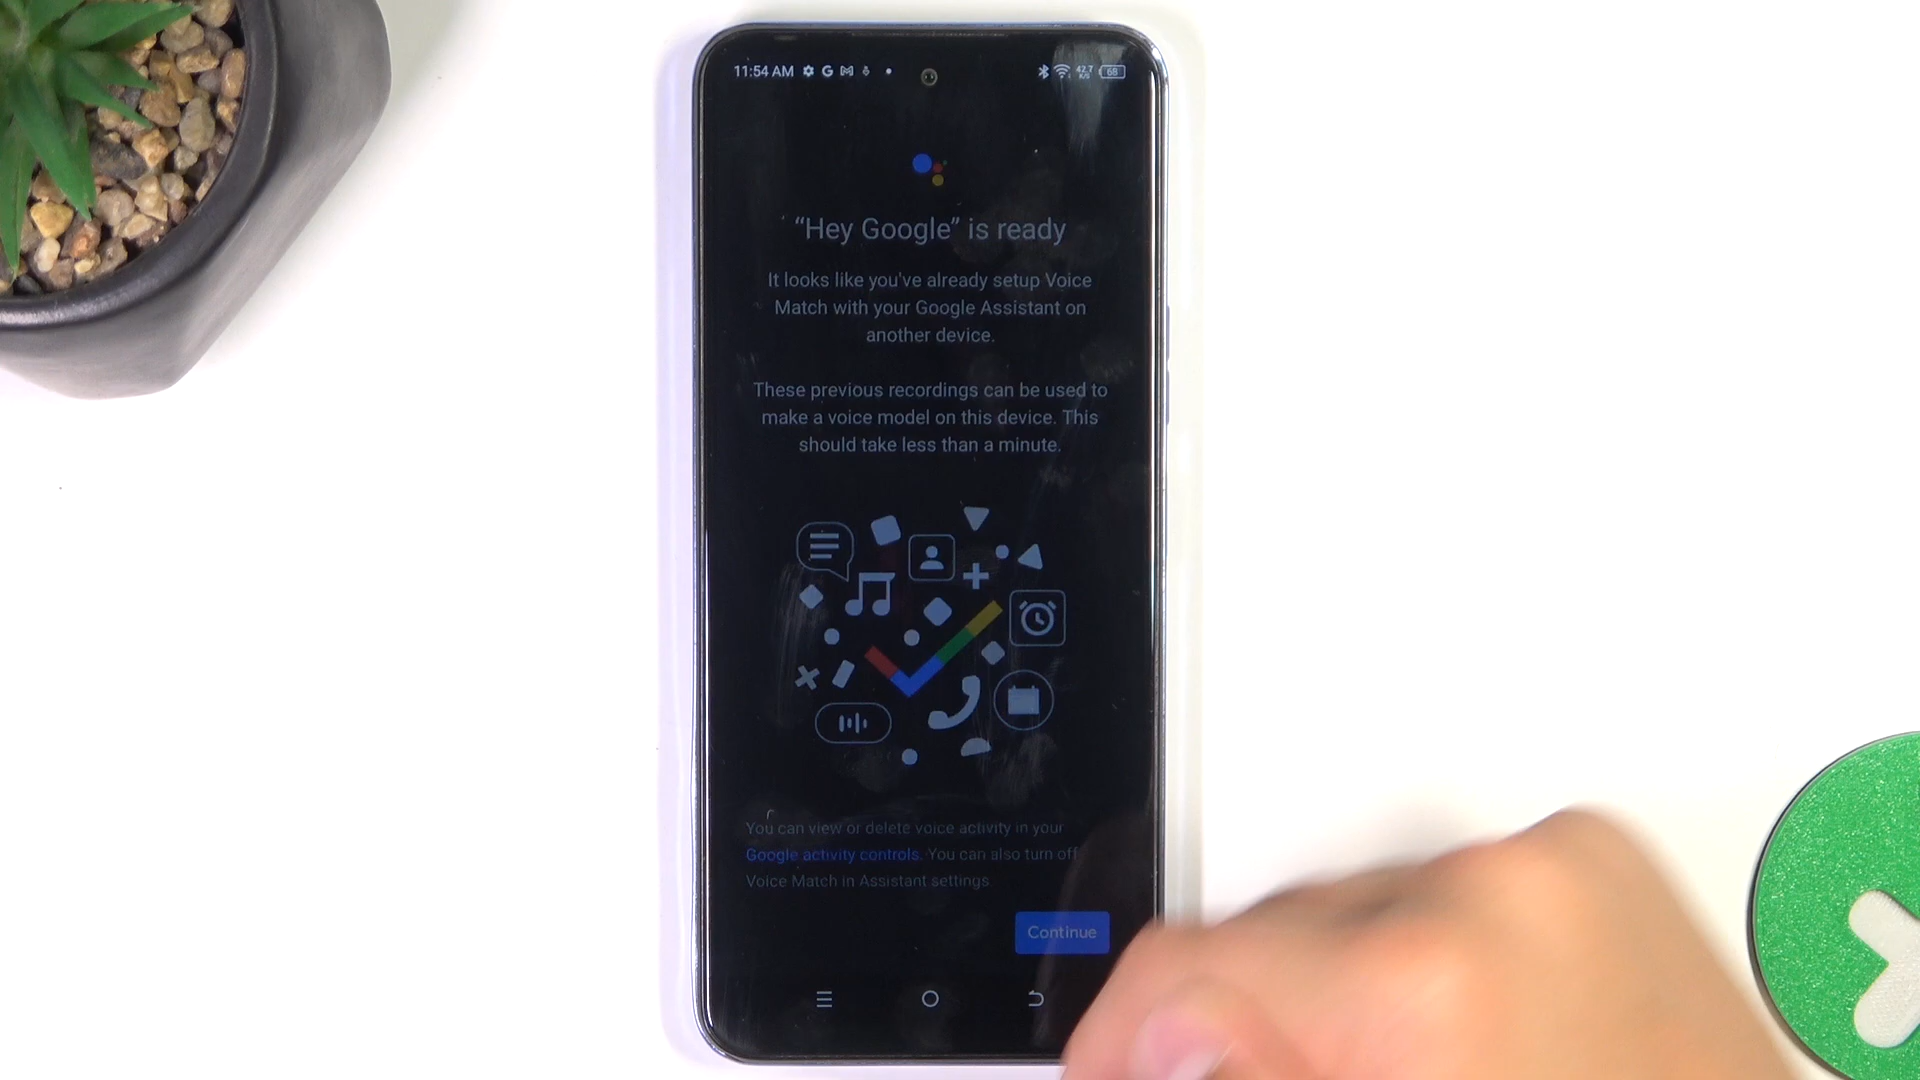 11:54 AM G 42.7 K/S 68
“Hey Google” is ready
It looks like you've already setup Voice
Match with your Google Assistant on
another device.
These previous recordings can be used to
make a voice model on this device. This
should take less than a minute.
You can view or delete voice activity in your
Google activity controls. You can also turn off
Voice Match in Assistant settings.
Continue